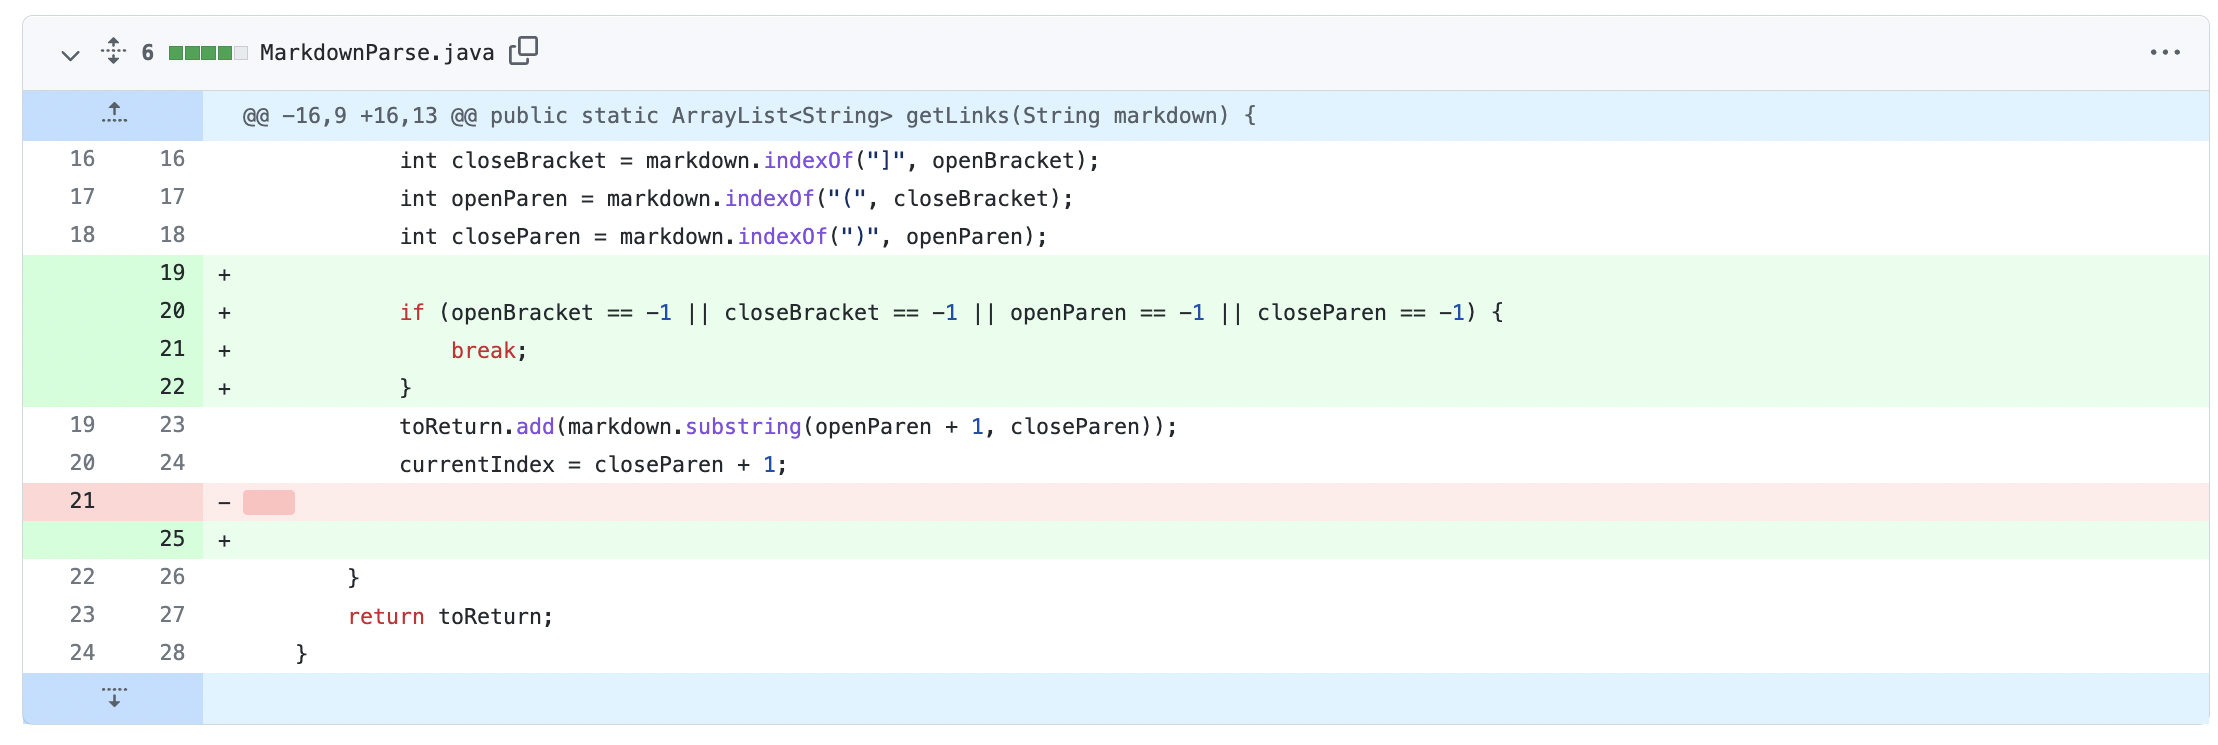 6 MarkdownParse.java
@@ -16,9 +16,13 @@ public static ArrayList<String> getLinks(String markdown) {
16 16 int closeBracket = markdown.indexOf("]", openBracket);
17 17 int openParen = markdown.indexOf("(", closeBracket);
18 18 int closeParen = markdown.indexOf(")", openParen);
19 +
20 + if (openBracket == -1 || closeBracket == -1 || openParen == -1 || closeParen == -1) {
21 + break;
22 + }
19 23 toReturn.add(markdown.substring(openParen + 1, closeParen));
20 24 currentIndex = closeParen + 1;
21 -
25 +
22 26 }
23 27 return toReturn;
24 28 }